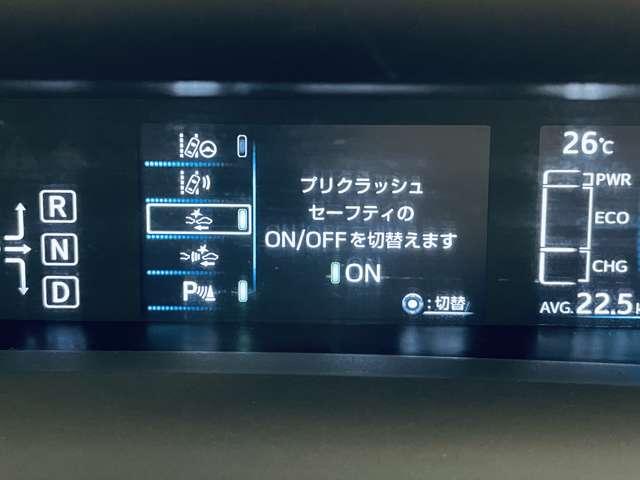 R
N
D
P
プリクラッシュ
セーフティの
ON/OFFを切替えます
ON
:切替
26℃
PWR
ECO
CHG
AVG.22.5